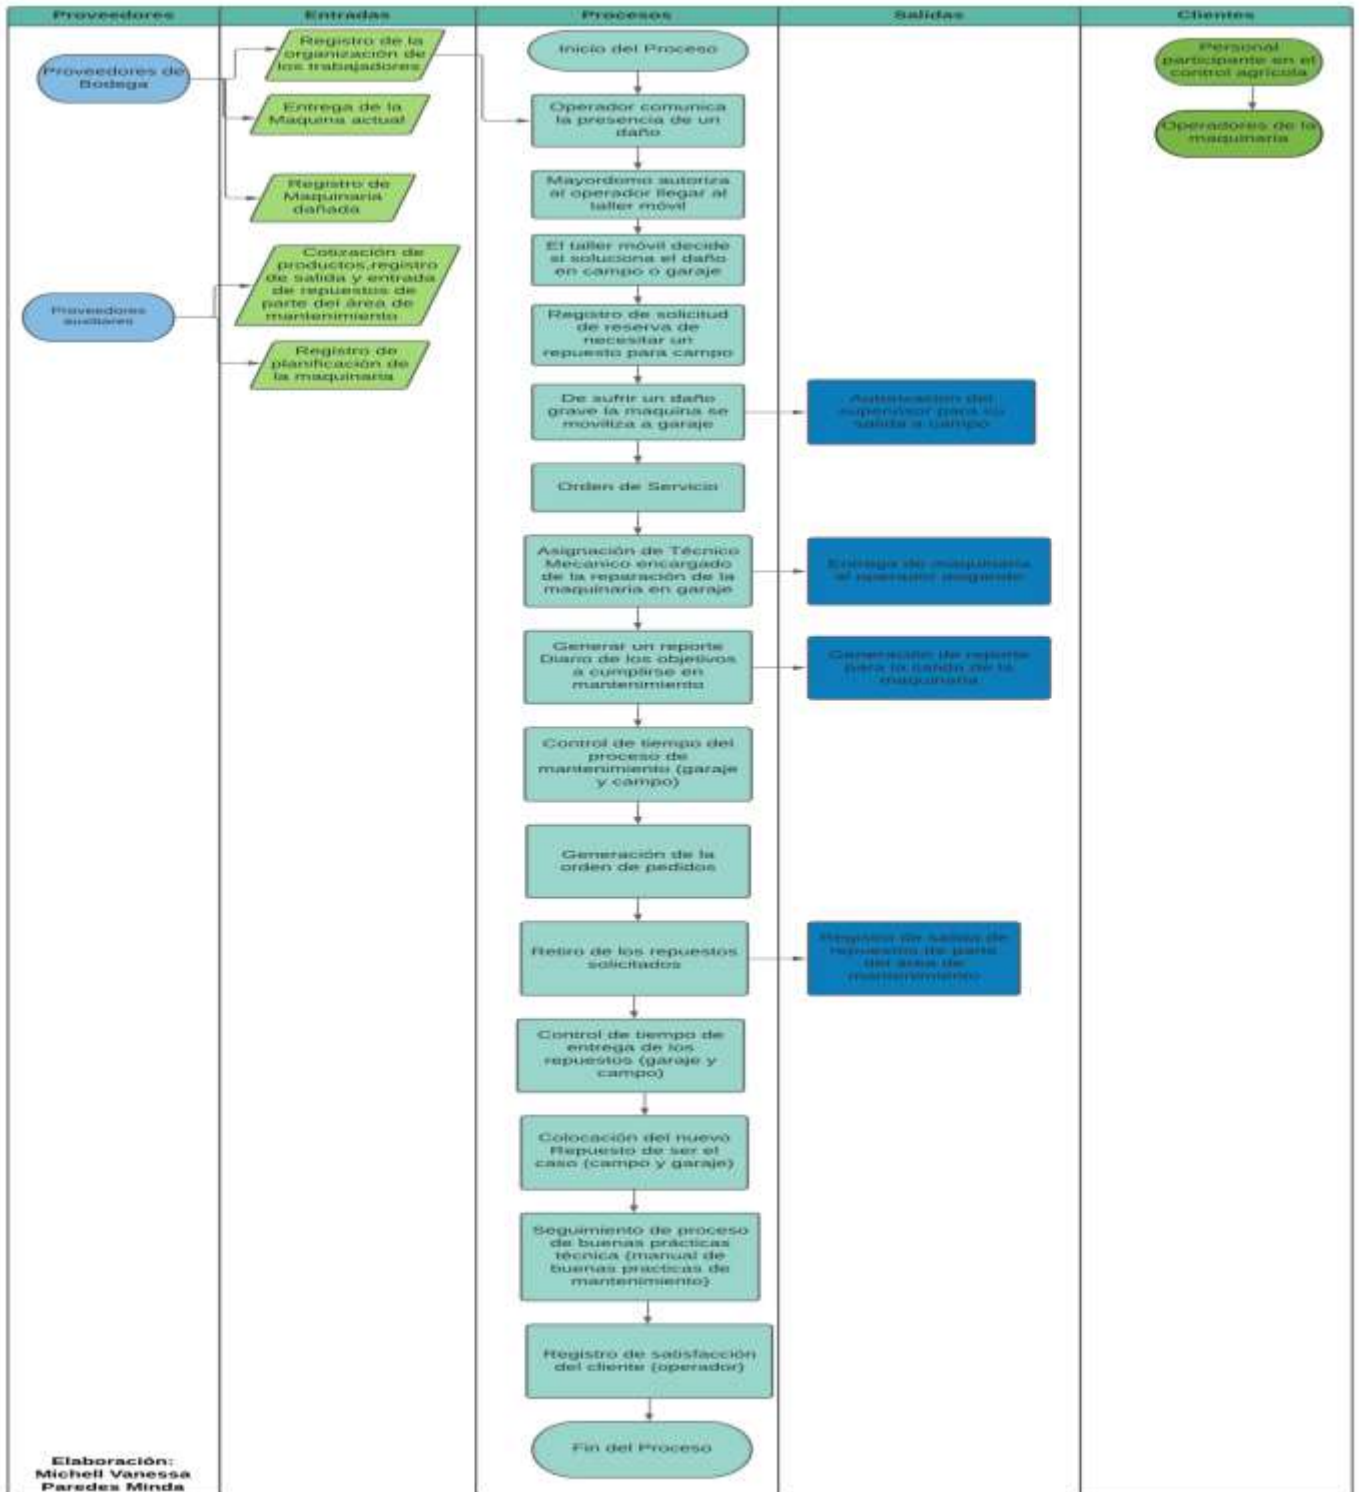 Proveedores
Entradas
Procesos
Salidas
Clientes
Proveedores de
Bodega
Proveedores
auxiliares
Registro de la
organización de
los trabajadores
Entrega de la
Maquina actual
Registro de
Maquinaria
dañada
Cotización de
productos,registro
de salida y entrada
de repuestos de
parte del área de
mantenimiento
Registro de
planificación de
la maquinaria
Inicio del Proceso
Operador comunica
la presencia de un
daño
Mayordomo autoriza
al operador llegar al
taller móvil
El taller móvil decide
si soluciona el daño
en campo o garaje
Registro de solicitud
de reserva de
necesitar un
repuesto para campo
De sufrir un daño
grave la maquina se
moviliza a garaje
Orden de Servicio
Asignación de Técnico
Mecanico encargado
de la reparación de la
maquinaria en garaje
Generar un reporte
Diario de los objetivos
a cumplirse en
mantenimiento
Control de tiempo del
proceso de
mantenimiento (garaje
y campo)
Generación de la
orden de pedidos
Retiro de los repuestos
solicitados
Control de tiempo de
entrega de los
repuestos (garaje y
campo)
Colocación del nuevo
Repuesto de ser el
caso (campo y garaje)
Seguimiento de proceso
de buenas prácticas
técnica (manual de
buenas practicas de
mantenimiento)
Registro de satisfacción
del cliente (operador)
Fin del Proceso
Autorización del
supervisor para su
salida a campo
Entrega de maquinaria
al operador
Generación de reporte
para la salida de la
maquinaria
Registro de salida de
repuestos de parte
del área de
mantenimiento
Personal
participante en el
control agrícola
Operadores de la
maquinaria
Elaboración:
Michell Vanessa
Paredes Minda